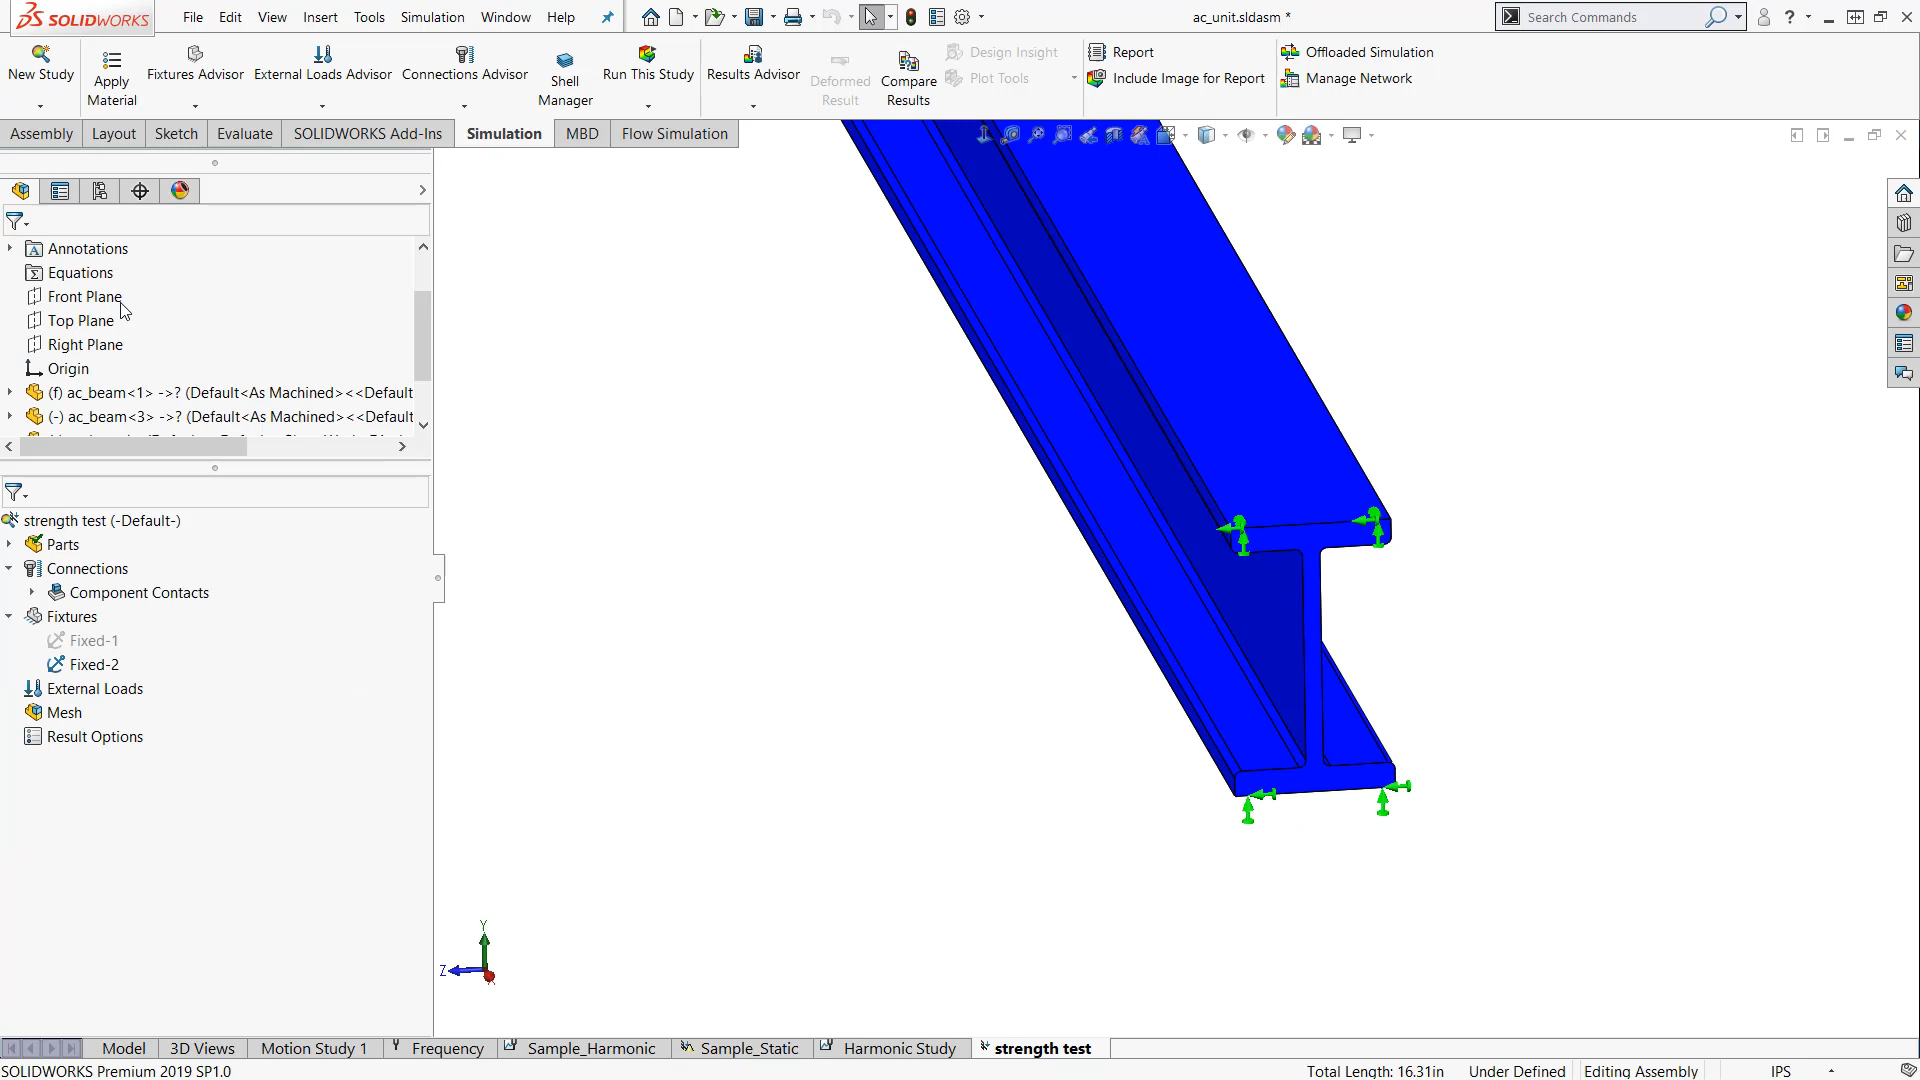 SOLIDWORKS File Edit View Insert Tools Simulation Window Help ac_unit.sldasm * Search Commands ?
New Study Apply Material Fixtures Advisor External Loads Advisor Connections Advisor Shell Manager Run This Study Results Advisor Deformed Result Compare Results Design Insight Plot Tools Report Include Image for Report Offloaded Simulation Manage Network
Assembly Layout Sketch Evaluate SOLIDWORKS Add-Ins Simulation MBD Flow Simulation
Annotations
Equations
Front Plane
Top Plane
Right Plane
Origin
(f) ac_beam<1> ->? (Default<As Machined><<Default
(-) ac_beam<3> ->? (Default<As Machined><<Default
strength test (-Default-)
Parts
Connections
Component Contacts
Fixtures
Fixed-1
Fixed-2
External Loads
Mesh
Result Options
Y
Z
X
Model 3D Views Motion Study 1 Frequency Sample_Harmonic Sample_Static Harmonic Study strength test
SOLIDWORKS Premium 2019 SP1.0 Total Length: 16.31in Under Defined Editing Assembly IPS